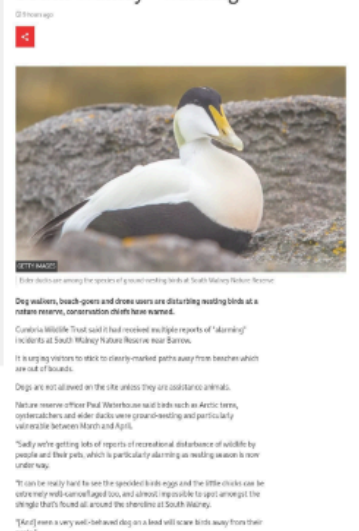 9 hours ago
GETTY IMAGES
Eider ducks are among the species of ground-nesting birds at South Walney Nature Reserve
Dog walkers, beach-goers and drone users are disturbing nesting birds at a
nature reserve, conservation chiefs have warned.
Cumbria Wildlife Trust said it had received multiple reports of "alarming"
incidents at South Walney Nature Reserve near Barrow.
It is urging visitors to stick to clearly-marked paths away from beaches which
are out of bounds.
Dogs are not allowed on the site unless they are assistance animals.
Nature reserve officer Paul Waterhouse said birds such as Arctic terns,
oystercatchers and eider ducks were ground-nesting and particularly
vulnerable between March and April.
"Sadly we're getting lots of reports of recreational disturbance of wildlife by
people and their pets, which is particularly alarming as nesting season is now
under way.
"It can be really hard to see the speckled birds eggs and the little chicks can be
extremely well-camouflaged too, and almost impossible to spot amongst the
shingle that's found all around the shoreline at South Walney.
"[And] even a very well-behaved dog on a lead will scare birds away from their